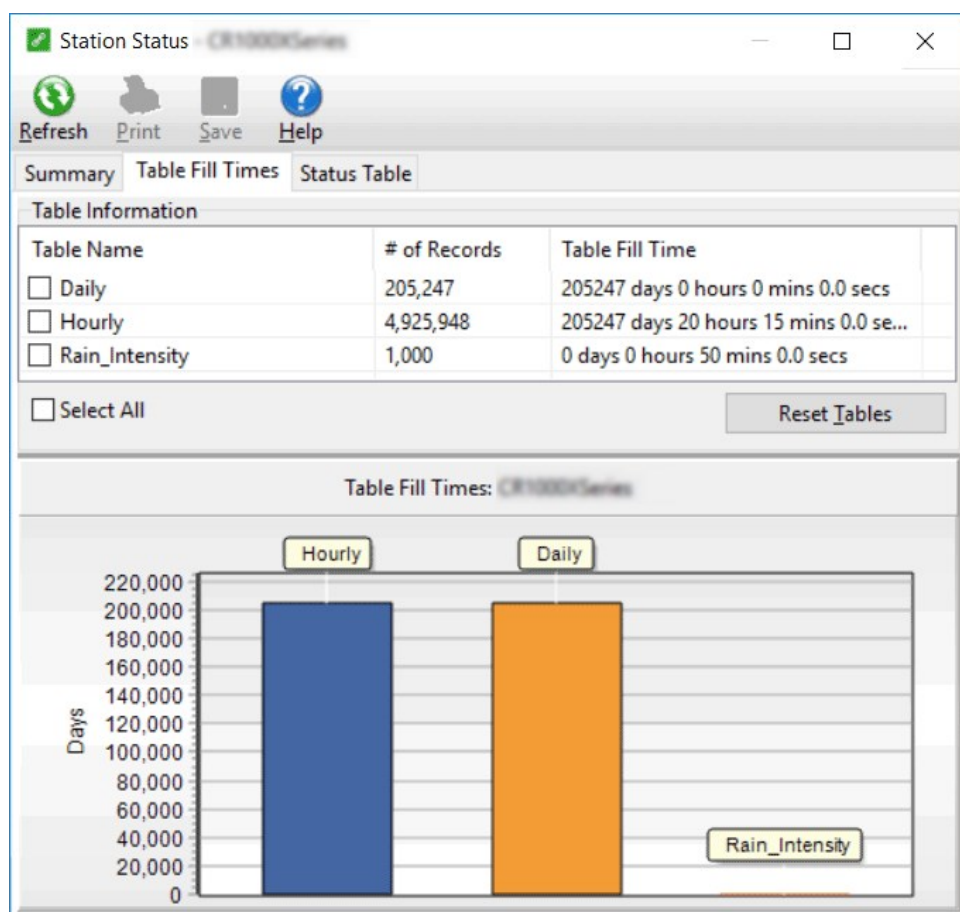 Station Status -
Refresh Print Save Help
Summary Table Fill Times Status Table
Table Information
Table Name # of Records Table Fill Time
Daily 205,247 205247 days 0 hours 0 mins 0.0 secs
Hourly 4,925,948 205247 days 20 hours 15 mins 0.0 se...
Rain_Intensity 1,000 0 days 0 hours 50 mins 0.0 secs
Select All Reset Tables
Table Fill Times:
Hourly Daily
220,000
200,000
180,000
160,000
140,000
120,000
100,000
80,000
60,000
40,000
20,000
0
Days
Rain_Intensity